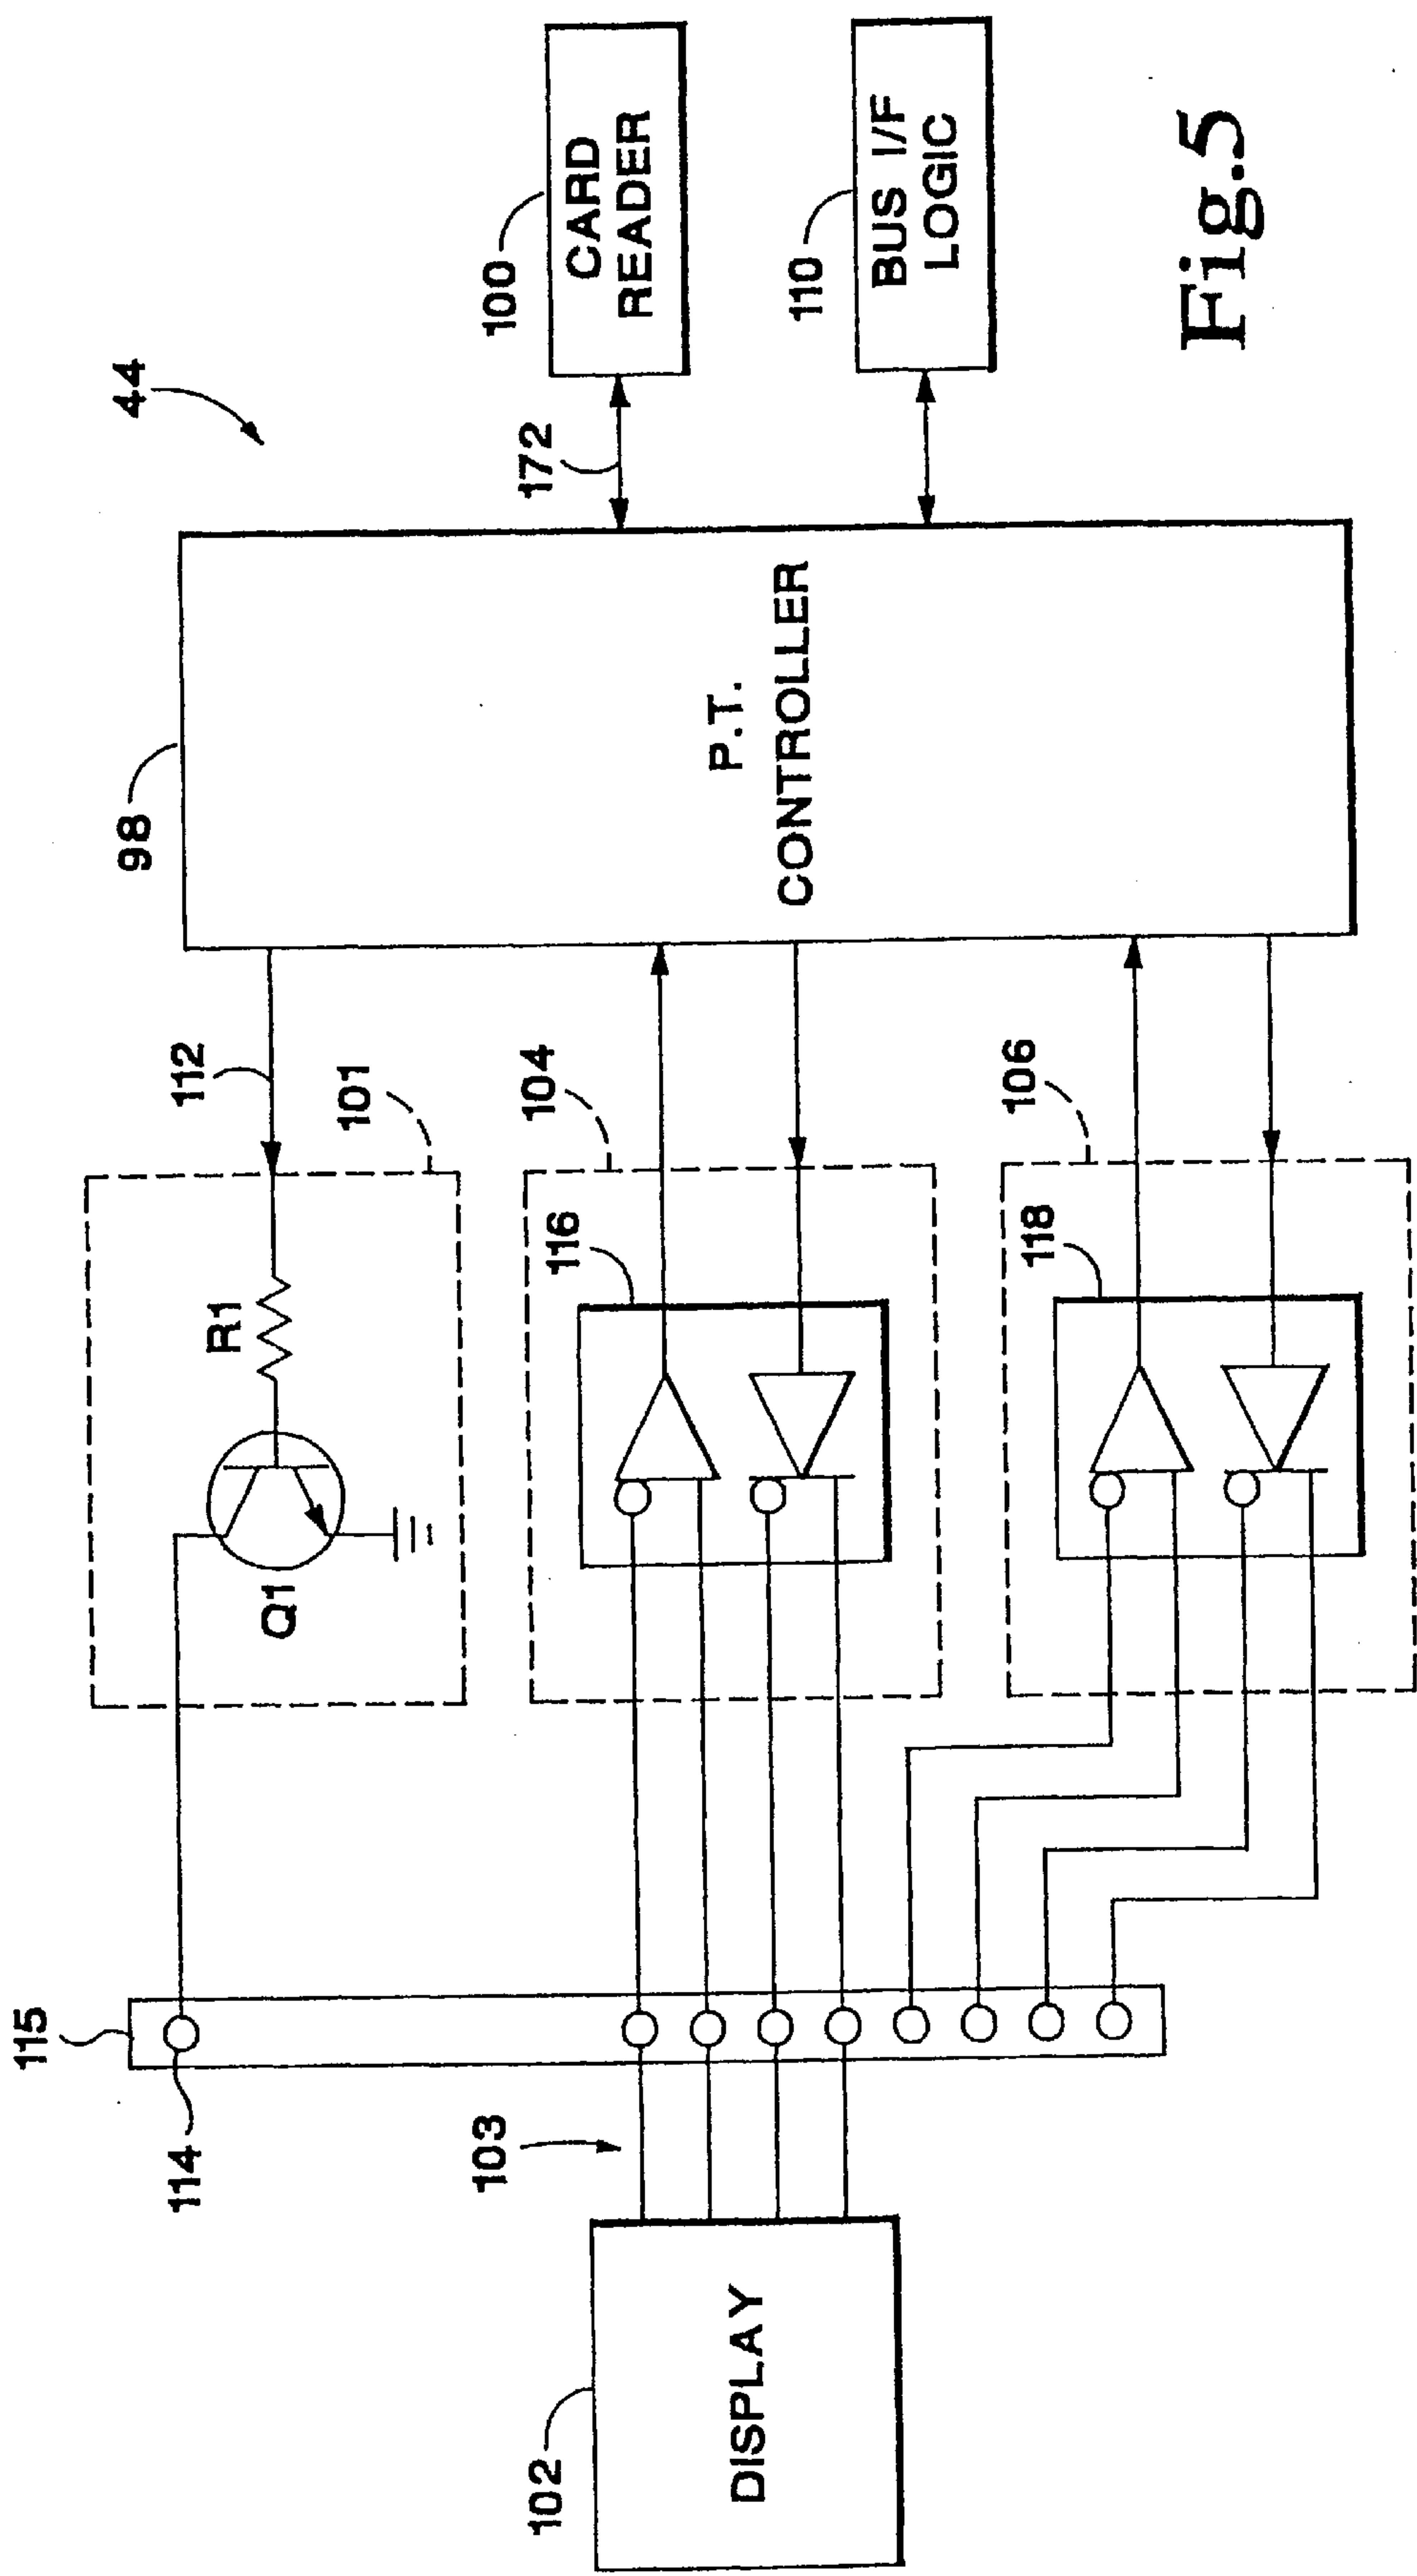 44
98
112
101
R1
Q1
115
114
172
100
CARD
READER
104
116
103
102
DISPLAY
P.T.
CONTROLLER
110
BUS I/F
LOGIC
106
118
Fig.5